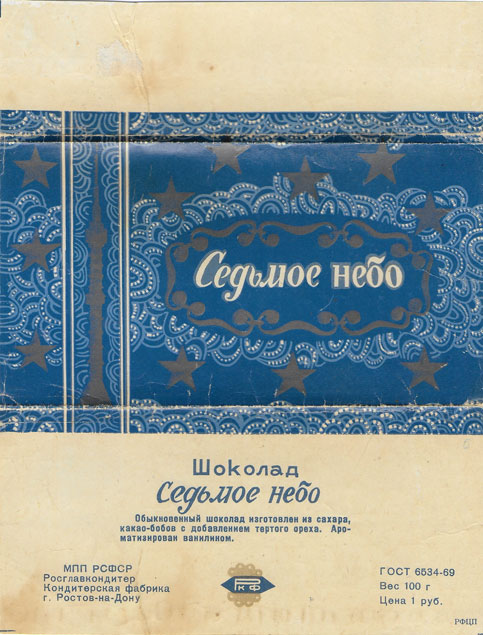 Седьмое небо
Шоколад
Седьмое небо
Обыкновенный шоколад изготовлен из сахара,
какао-бобов с добавлением тертого ореха. Аро-
матизирован ванилином.
МПП РСФСР
Росглавкондитер
Кондитерская фабрика
г. Ростов-на-Дону
РКФ
ГОСТ 6534-69
Вес 100 г
Цена 1 руб.
РФЦП